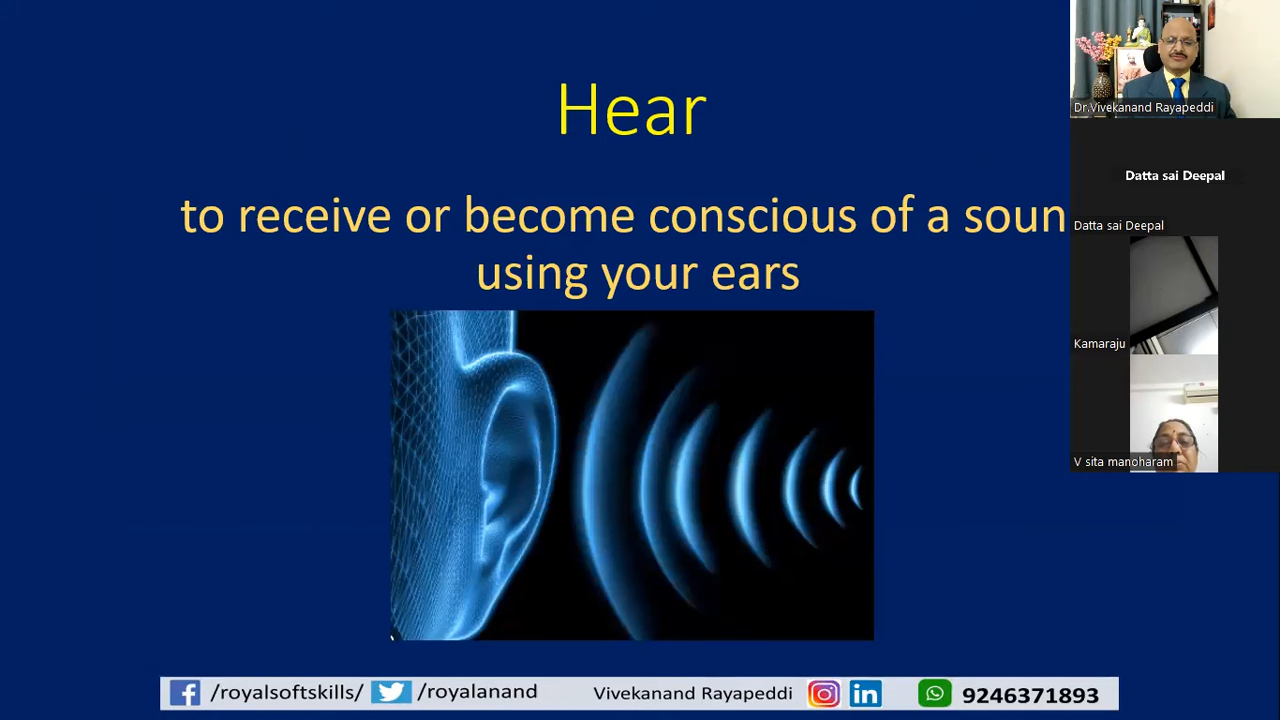 Hear
to receive or become conscious of a soun
using your ears
Dr.Vivekanand Rayapeddi
Datta sai Deepal
Datta sai Deepal
Kamaraju
V sita manoharam
/royalsoftskills/ /royalanand Vivekanand Rayapeddi 9246371893